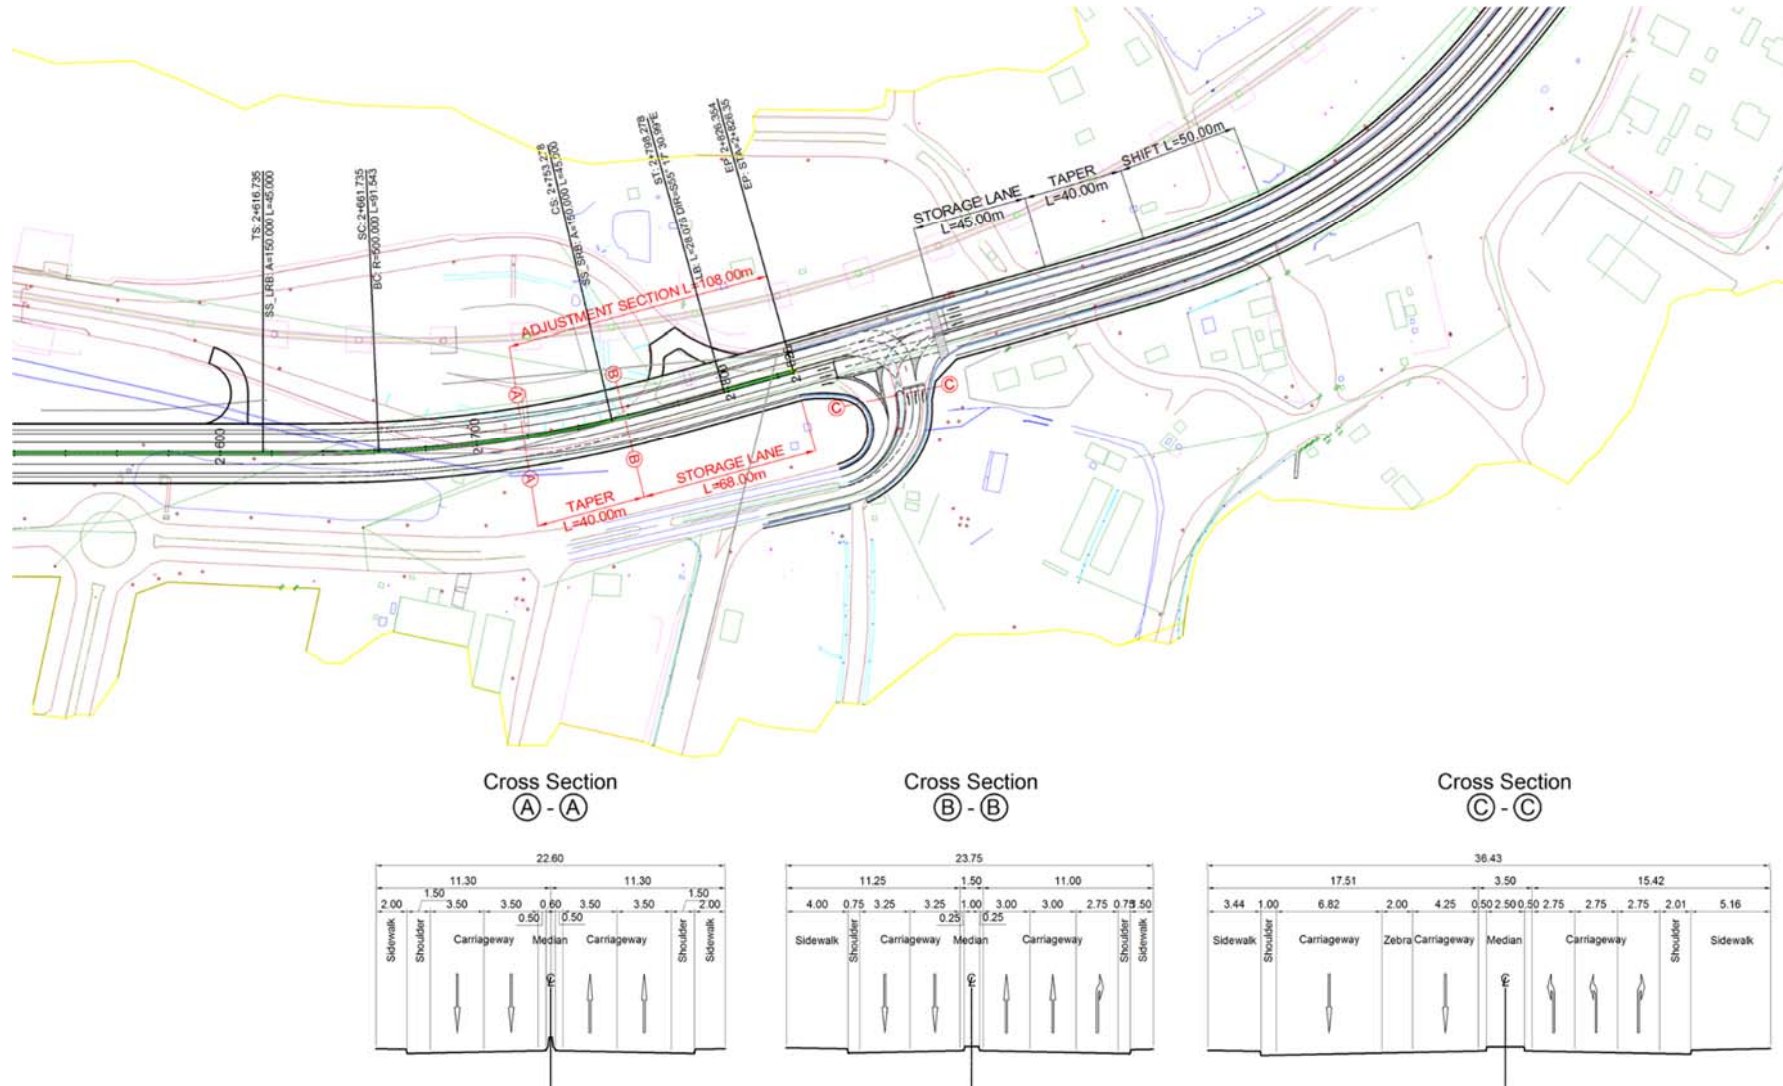 TS: 2+616.735
SS_LRB: A=150.000 L=45.000
SC: 2+661.735
BC: R=500.000 L=91.543
CS: 2+753.278
SS_SRB: A=150.000 L=45.000
ST: 2+798.278
LB: L=28.076 DIR=S65° 17' 30.99"E
EP: 2+826.354
EP: STA=2+826.35
ADJUSTMENT SECTION L=108.00m
STORAGE LANE
L=45.00m
TAPER
L=40.00m
SHIFT L=50.00m
A
B
C
C
A
B
2+600
2+700
TAPER
L=40.00m
STORAGE LANE
L=68.00m
Cross Section
A - A
22.60
11.30 11.30
1.50 1.50
2.00 3.50 3.50 0.60 3.50 3.50 2.00
0.50 0.50
Sidewalk Shoulder Carriageway Median Carriageway Shoulder Sidewalk
Cross Section
B - B
23.75
11.25 1.50 11.00
4.00 0.75 3.25 3.25 1.00 3.00 3.00 2.75 0.75 3.50
0.25 0.25
Sidewalk Shoulder Carriageway Median Carriageway Shoulder Sidewalk
Cross Section
C - C
36.43
17.51 3.50 15.42
3.44 1.00 6.82 2.00 4.25 0.50 2.50 0.50 2.75 2.75 2.75 2.01 5.16
Sidewalk Shoulder Carriageway Zebra Carriageway Median Carriageway Shoulder Sidewalk